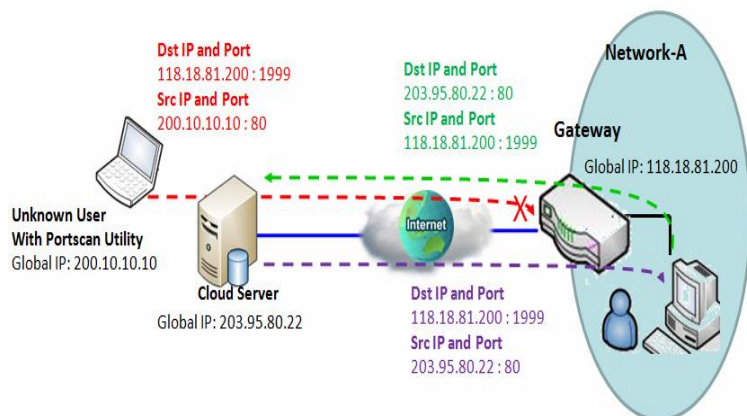 Dst IP and Port
118.18.81.200 : 1999
Src IP and Port
200.10.10.10 : 80
Dst IP and Port
203.95.80.22 : 80
Src IP and Port
118.18.81.200 : 1999
Network-A
Gateway
Global IP: 118.18.81.200
X
Internet
Unknown User
With Portscan Utility
Global IP: 200.10.10.10
Cloud Server
Global IP: 203.95.80.22
Dst IP and Port
118.18.81.200 : 1999
Src IP and Port
203.95.80.22 : 80